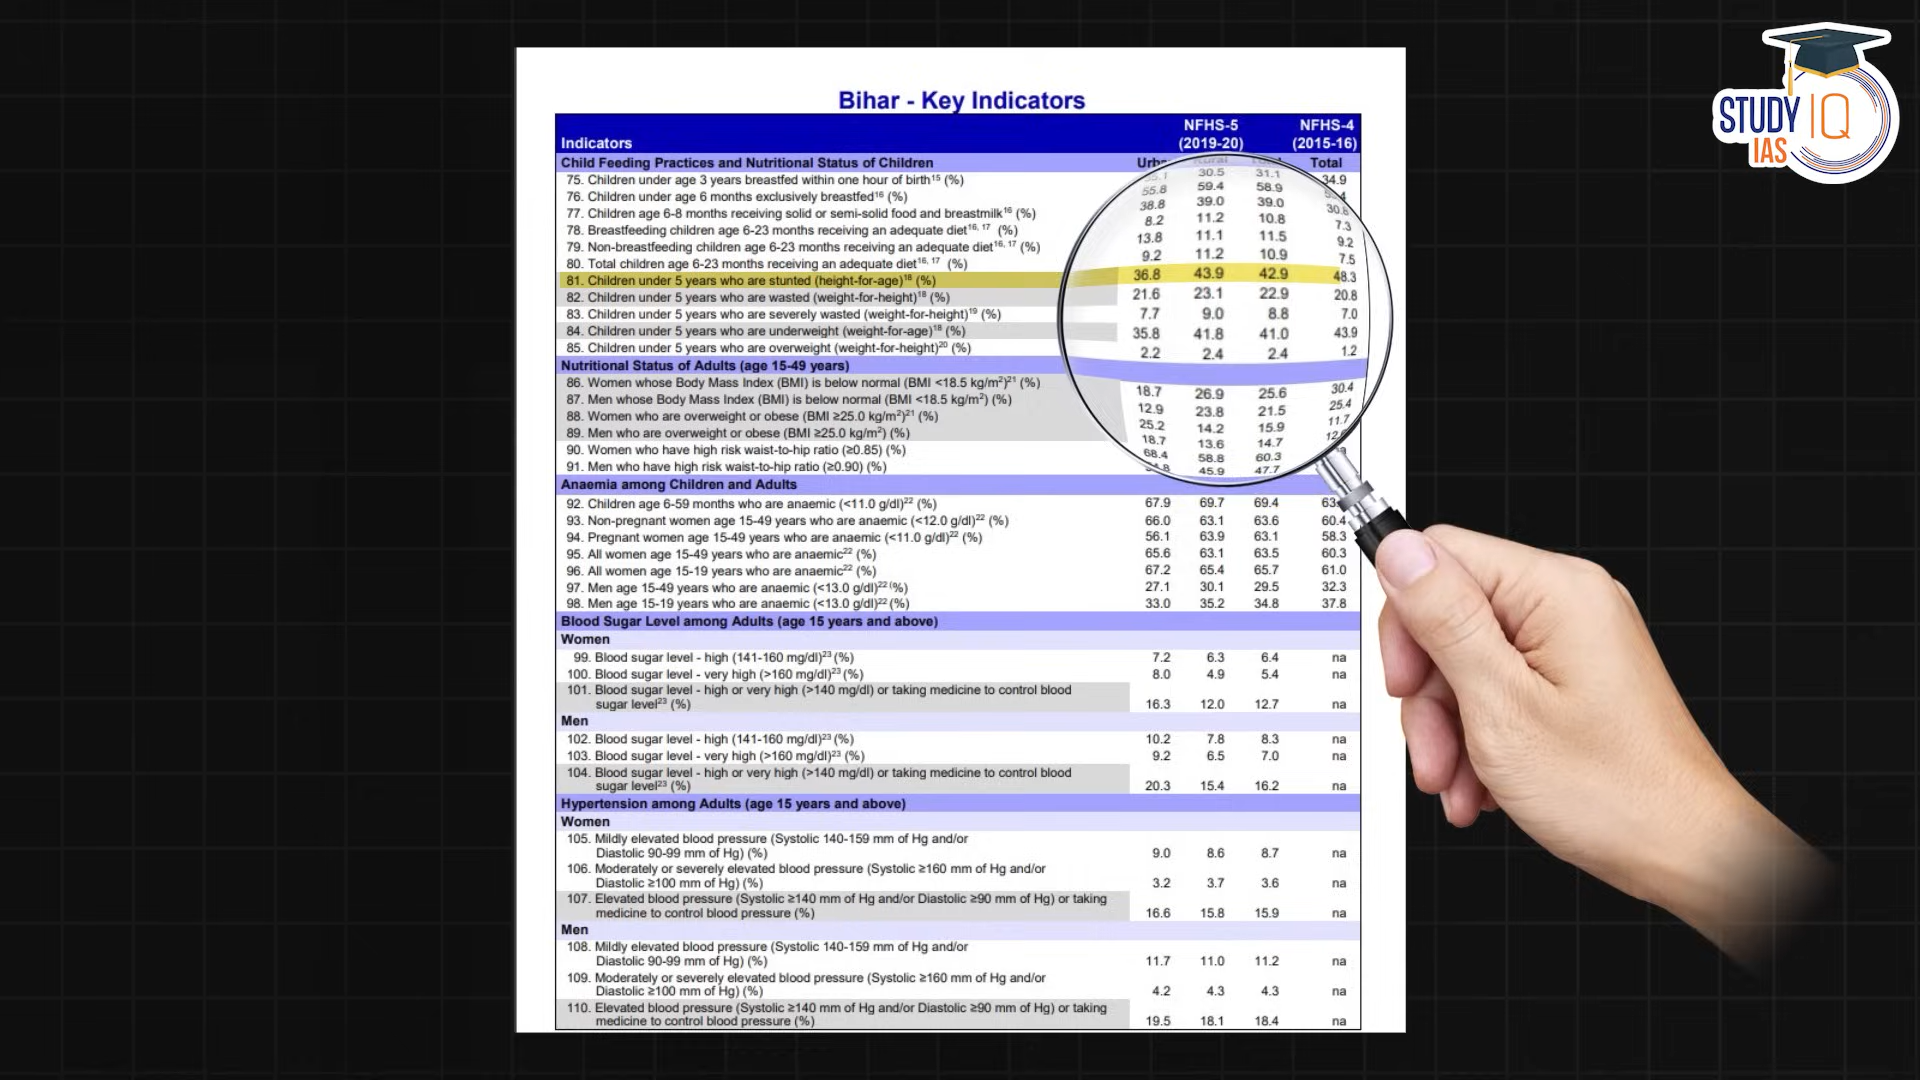 STUDY IQ
IAS
Bihar - Key Indicators
Indicators NFHS-5 (2019-20) NFHS-4 (2015-16)
Child Feeding Practices and Nutritional Status of Children Rural Total
75. Children under age 3 years breastfed within one hour of birth15 (%) 30.5 31.1 34.9
76. Children under age 6 months exclusively breastfed16 (%) 55.8 59.4 58.9
77. Children age 6-8 months receiving solid or semi-solid food and breastmilk16 (%) 38.8 39.0 39.0 30.8
78. Breastfeeding children age 6-23 months receiving an adequate diet16, 17 (%) 8.2 11.2 10.8 7.3
79. Non-breastfeeding children age 6-23 months receiving an adequate diet16, 17 (%) 13.8 11.1 11.5 9.2
80. Total children age 6-23 months receiving an adequate diet16, 17 (%) 9.2 11.2 10.9 7.5
81. Children under 5 years who are stunted (height-for-age)18 (%) 36.8 43.9 42.9 48.3
82. Children under 5 years who are wasted (weight-for-height)18 (%) 21.6 23.1 22.9 20.8
83. Children under 5 years who are severely wasted (weight-for-height)19 (%) 7.7 9.0 8.8 7.0
84. Children under 5 years who are underweight (weight-for-age)18 (%) 35.8 41.8 41.0 43.9
85. Children under 5 years who are overweight (weight-for-height)20 (%) 2.2 2.4 2.4 1.2
Nutritional Status of Adults (age 15-49 years)
86. Women whose Body Mass Index (BMI) is below normal (BMI <18.5 kg/m2)21 (%) 18.7 26.9 25.6 30.4
87. Men whose Body Mass Index (BMI) is below normal (BMI <18.5 kg/m2) (%) 12.9 23.8 21.5 25.4
88. Women who are overweight or obese (BMI ≥25.0 kg/m2)21 (%) 25.2 14.2 15.9 11.7
89. Men who are overweight or obese (BMI ≥25.0 kg/m2) (%) 18.7 13.6 14.7
90. Women who have high risk waist-to-hip ratio (≥0.85) (%) 68.4 58.8 60.3
91. Men who have high risk waist-to-hip ratio (≥0.90) (%) 45.9 47.7
Anaemia among Children and Adults
92. Children age 6-59 months who are anaemic (<11.0 g/dl)22 (%) 67.9 69.7 69.4
93. Non-pregnant women age 15-49 years who are anaemic (<12.0 g/dl)22 (%) 66.0 63.1 63.6 60.4
94. Pregnant women age 15-49 years who are anaemic (<11.0 g/dl)22 (%) 56.1 63.9 63.1 58.3
95. All women age 15-49 years who are anaemic22 (%) 65.6 63.1 63.5 60.3
96. All women age 15-19 years who are anaemic22 (%) 67.2 65.4 65.7 61.0
97. Men age 15-49 years who are anaemic (<13.0 g/dl)22 (%) 27.1 30.1 29.5 32.3
98. Men age 15-19 years who are anaemic (<13.0 g/dl)22 (%) 33.0 35.2 34.8 37.8
Blood Sugar Level among Adults (age 15 years and above)
Women
99. Blood sugar level - high (141-160 mg/dl)23 (%) 7.2 6.3 6.4 na
100. Blood sugar level - very high (>160 mg/dl)23 (%) 8.0 4.9 5.4 na
101. Blood sugar level - high or very high (>140 mg/dl) or taking medicine to control blood
sugar level23 (%) 16.3 12.0 12.7 na
Men
102. Blood sugar level - high (141-160 mg/dl)23 (%) 10.2 7.8 8.3 na
103. Blood sugar level - very high (>160 mg/dl)23 (%) 9.2 6.5 7.0 na
104. Blood sugar level - high or very high (>140 mg/dl) or taking medicine to control blood
sugar level23 (%) 20.3 15.4 16.2 na
Hypertension among Adults (age 15 years and above)
Women
105. Mildly elevated blood pressure (Systolic 140-159 mm of Hg and/or
Diastolic 90-99 mm of Hg) (%) 9.0 8.6 8.7 na
106. Moderately or severely elevated blood pressure (Systolic ≥160 mm of Hg and/or
Diastolic ≥100 mm of Hg) (%) 3.2 3.7 3.6 na
107. Elevated blood pressure (Systolic ≥140 mm of Hg and/or Diastolic ≥90 mm of Hg) or taking
medicine to control blood pressure (%) 16.6 15.8 15.9 na
Men
108. Mildly elevated blood pressure (Systolic 140-159 mm of Hg and/or
Diastolic 90-99 mm of Hg) (%) 11.7 11.0 11.2 na
109. Moderately or severely elevated blood pressure (Systolic ≥160 mm of Hg and/or
Diastolic ≥100 mm of Hg) (%) 4.2 4.3 4.3 na
110. Elevated blood pressure (Systolic ≥140 mm of Hg and/or Diastolic ≥90 mm of Hg) or taking
medicine to control blood pressure (%) 19.5 18.1 18.4 na